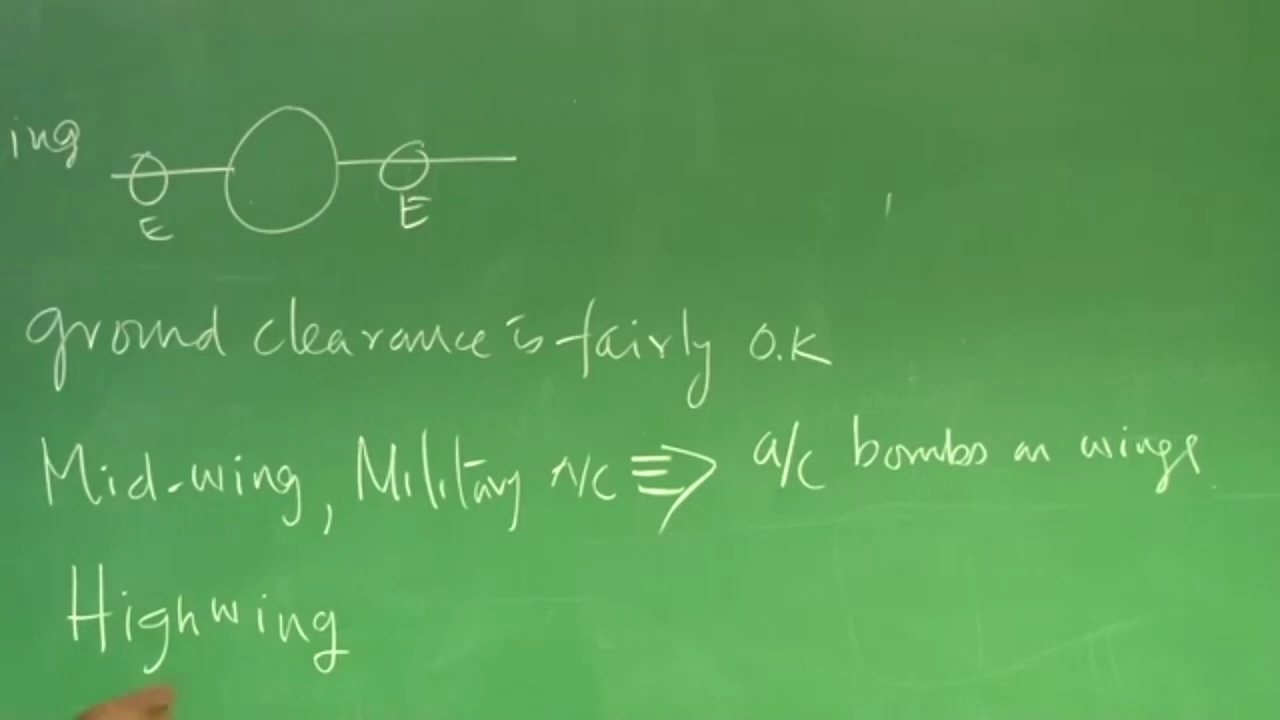 ing
E E
ground clearance is fairly O.K
Mid-wing, Military A/C ⇒ a/c bombs on wings
Highwing